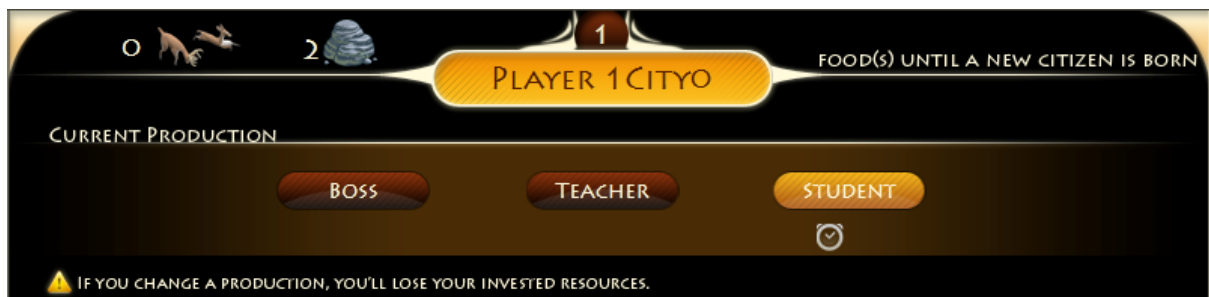 0 2 1
PLAYER 1 CITY0
FOOD(S) UNTIL A NEW CITIZEN IS BORN
CURRENT PRODUCTION
BOSS TEACHER STUDENT
IF YOU CHANGE A PRODUCTION, YOU'LL LOSE YOUR INVESTED RESOURCES.